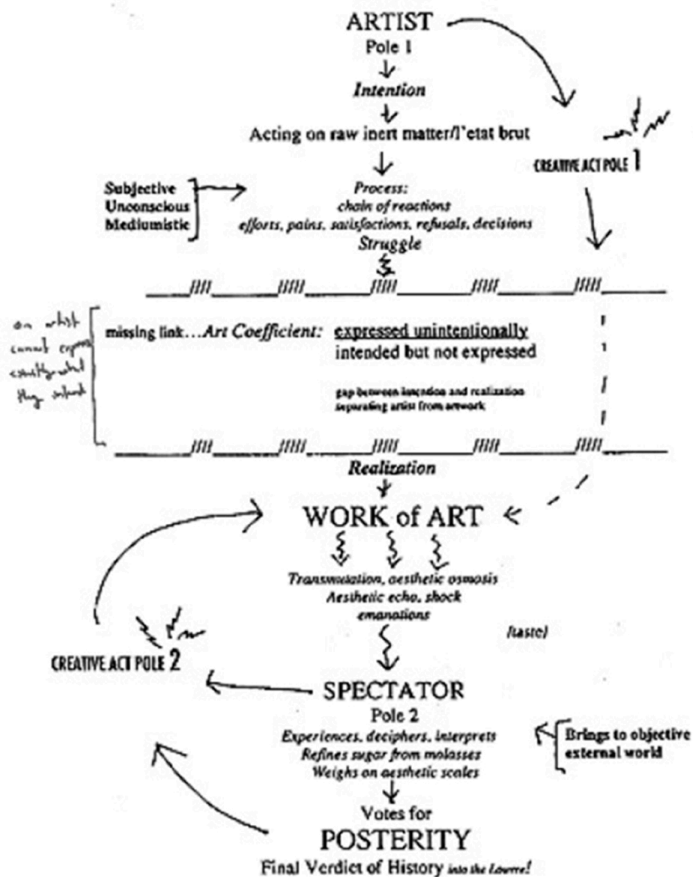 ARTIST
Pole 1
Intention
Acting on raw inert matter/l'etat brut
CREATIVE ACT POLE 1
Subjective
Unconscious
Mediumistic
Process:
chain of reactions
efforts, pains, satisfactions, refusals, decisions
Struggle
an artist
cannot express
exactly what
they intend
missing link...Art Coefficient: expressed unintentionally
intended but not expressed
gap between intention and realization
separating artist from artwork
Realization
WORK of ART
Transmutation, aesthetic osmosis
Aesthetic echo, shock
emanations
/taste/
CREATIVE ACT POLE 2
SPECTATOR
Pole 2
Experiences, deciphers, interprets
Refines sugar from molasses
Weighs on aesthetic scales
Brings to objective
external world
Votes for
POSTERITY
Final Verdict of History into the Louvre!